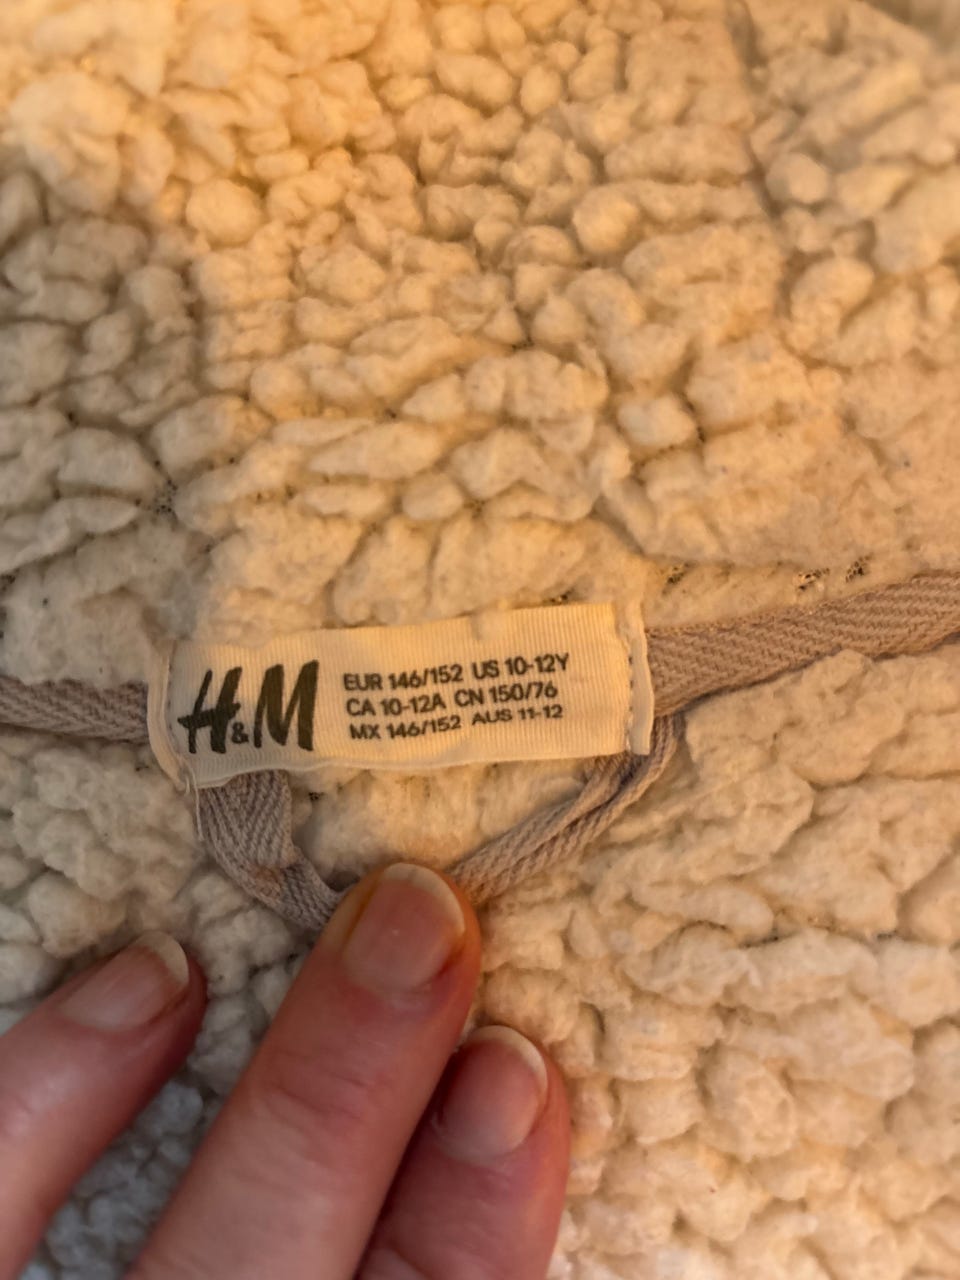 H&M
EUR 146/152 US 10-12Y
CA 10-12A CN 150/76
MX 146/152 AUS 11-12